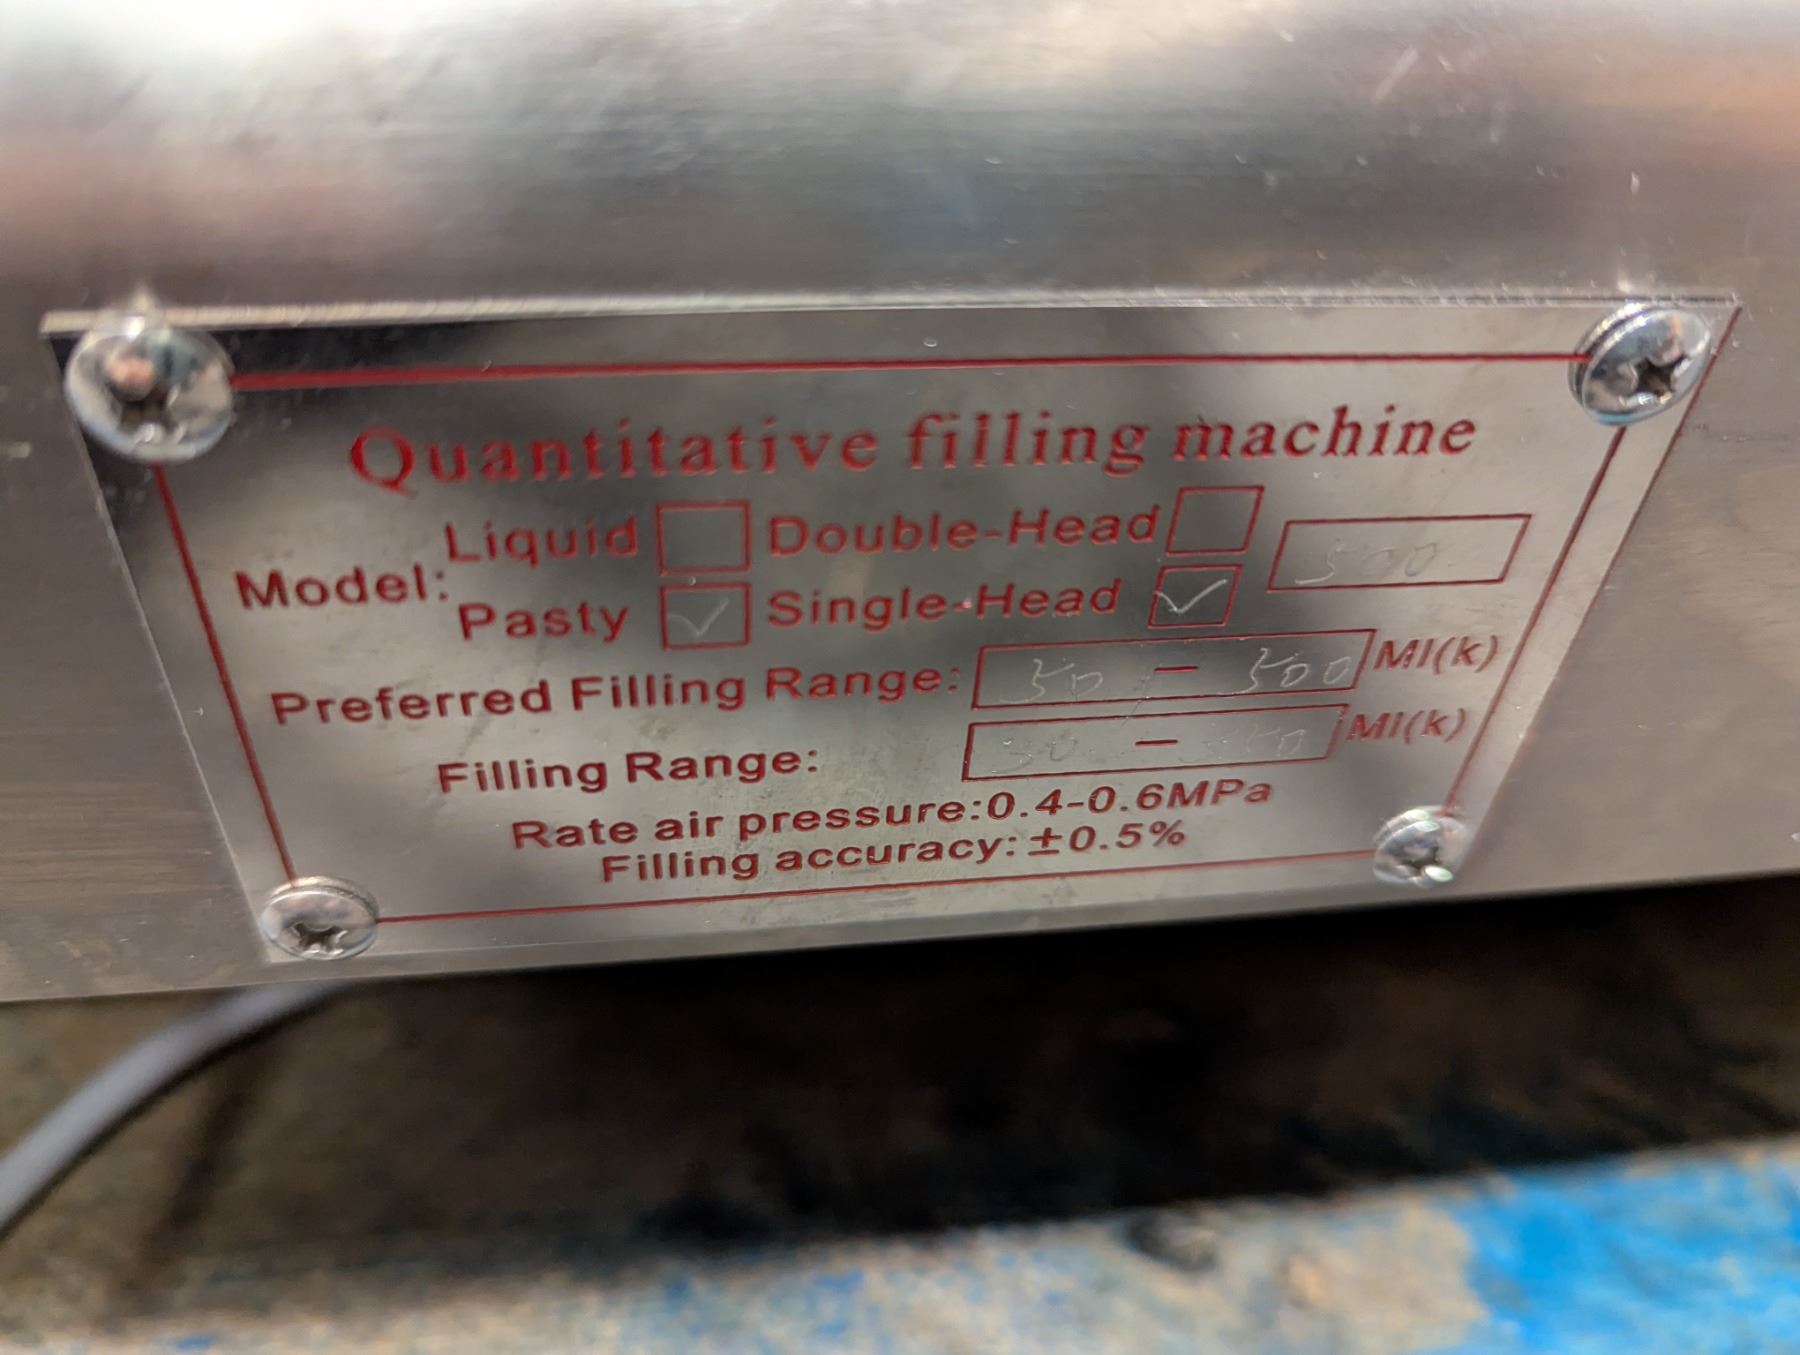 Quantitative filling machine
Liquid Double-Head
Model: 500
Pasty ✓ Single-Head ✓
Preferred Filling Range: 50 – 500 Ml(k)
Filling Range: – Ml(k)
Rate air pressure:0.4-0.6MPa
Filling accuracy:±0.5%